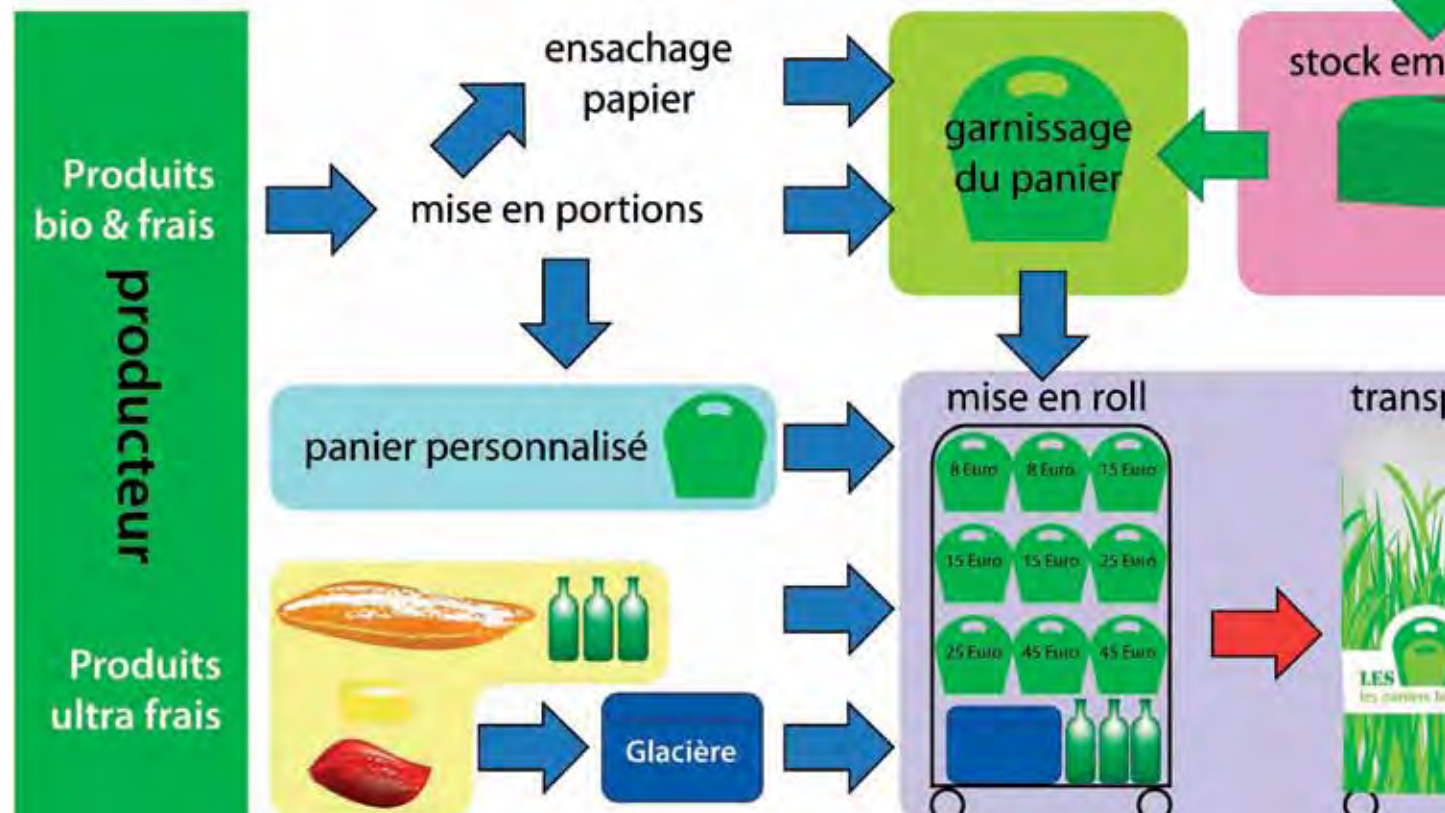 Produits
bio & frais
producteur
Produits
ultra frais
ensachage
papier
mise en portions
garnissage
du panier
stock em
panier personnalisé
Glacière
mise en roll
8 Euro 8 Euro 15 Euro
15 Euro 15 Euro 25 Euro
25 Euro 45 Euro 45 Euro
transp
LES
les paniers